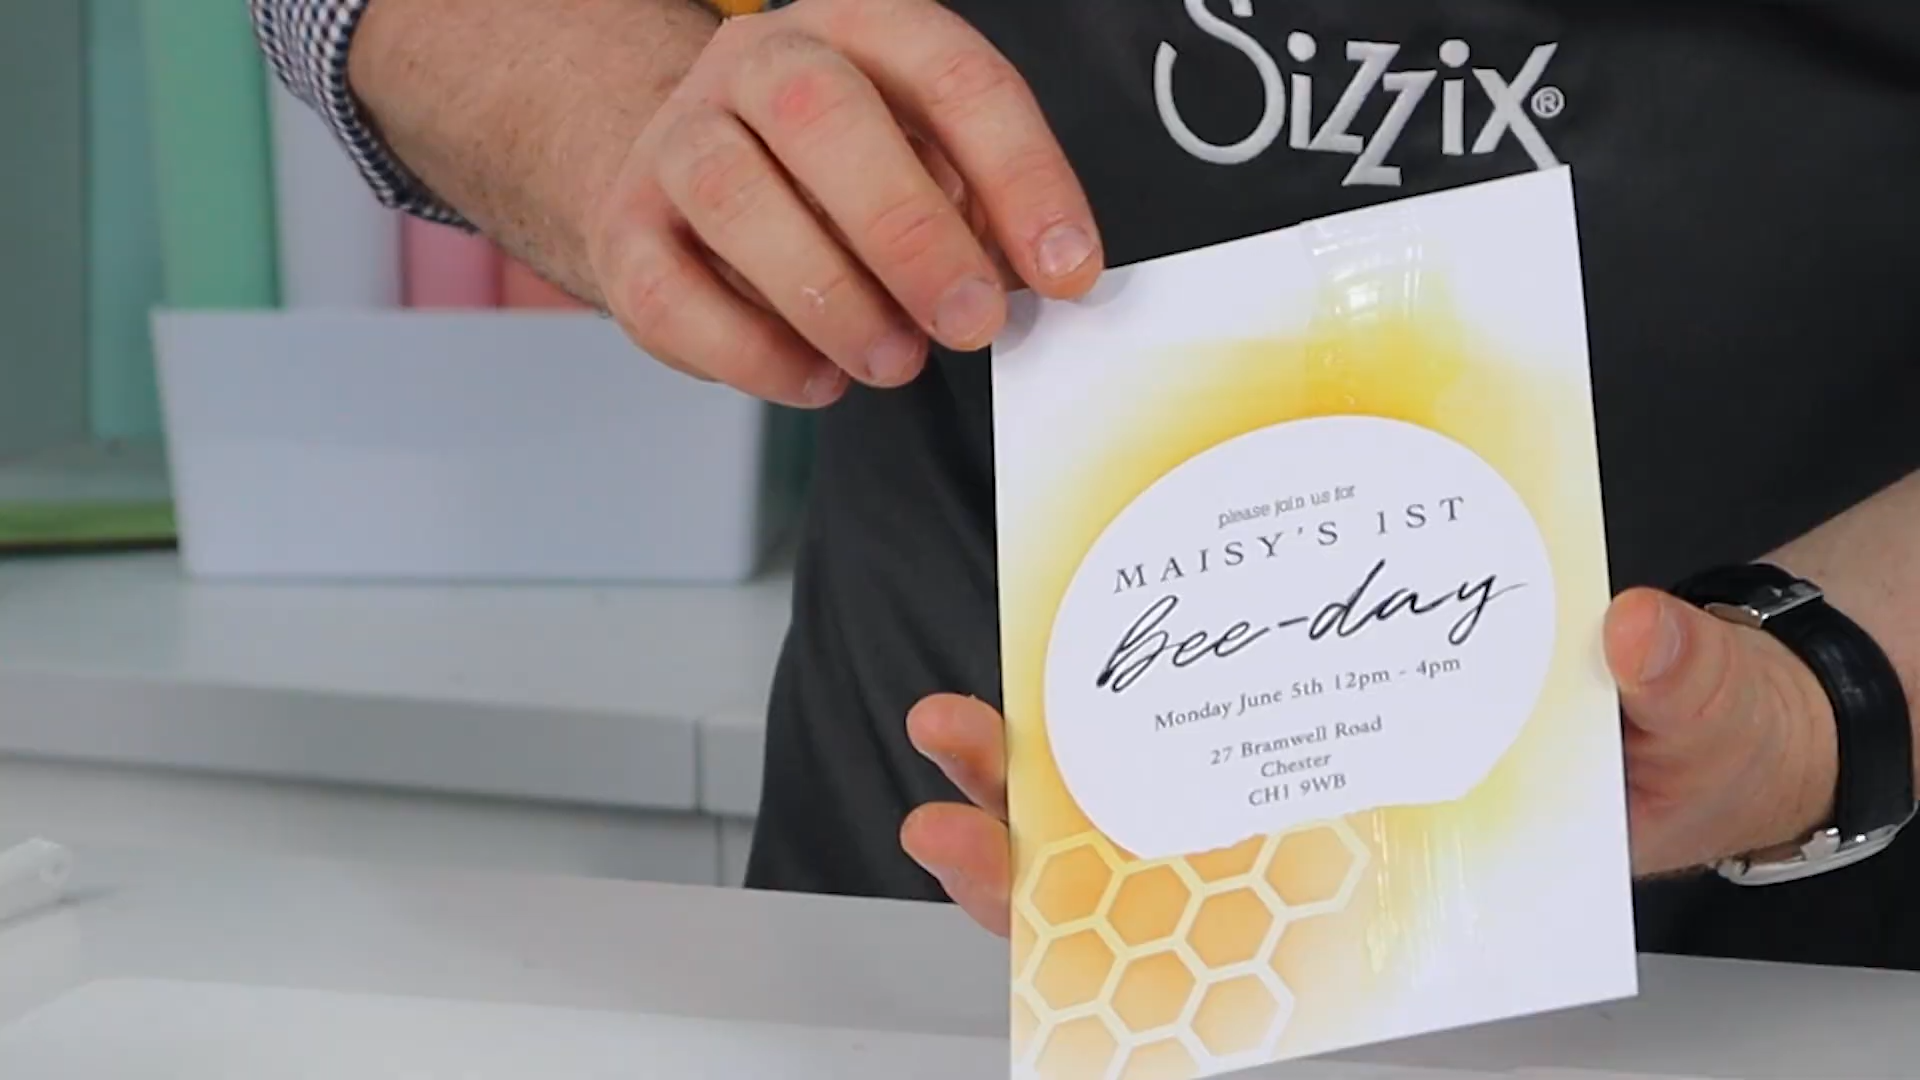 Sizzix®
please join us for
MAISY'S 1ST
bee-day
Monday June 5th 12pm - 4pm
27 Bramwell Road
Chester
CH1 9WB